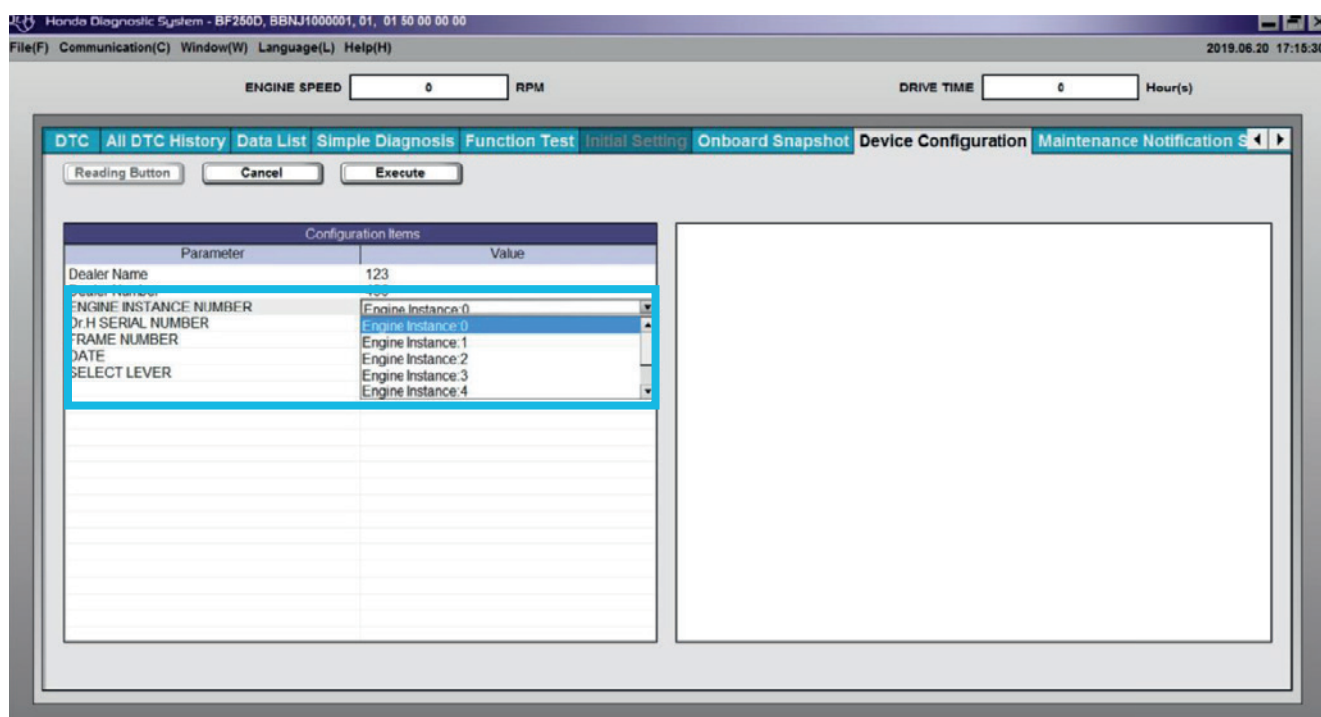 Honda Diagnostic System - BF250D, BBNJ1000001, 01, 01 50 00 00 00
File(F) Communication(C) Window(W) Language(L) Help(H) 2019.06.20 17:15:30
ENGINE SPEED 0 RPM DRIVE TIME 0 Hour(s)
DTC All DTC History Data List Simple Diagnosis Function Test Initial Setting Onboard Snapshot Device Configuration Maintenance Notification S
Reading Button Cancel Execute
Configuration Items
Parameter Value
Dealer Name 123
Dealer Number
ENGINE INSTANCE NUMBER Engine Instance:0
Dr.H SERIAL NUMBER Engine Instance:0
FRAME NUMBER Engine Instance:1
DATE Engine Instance:2
SELECT LEVER Engine Instance:3
Engine Instance:4